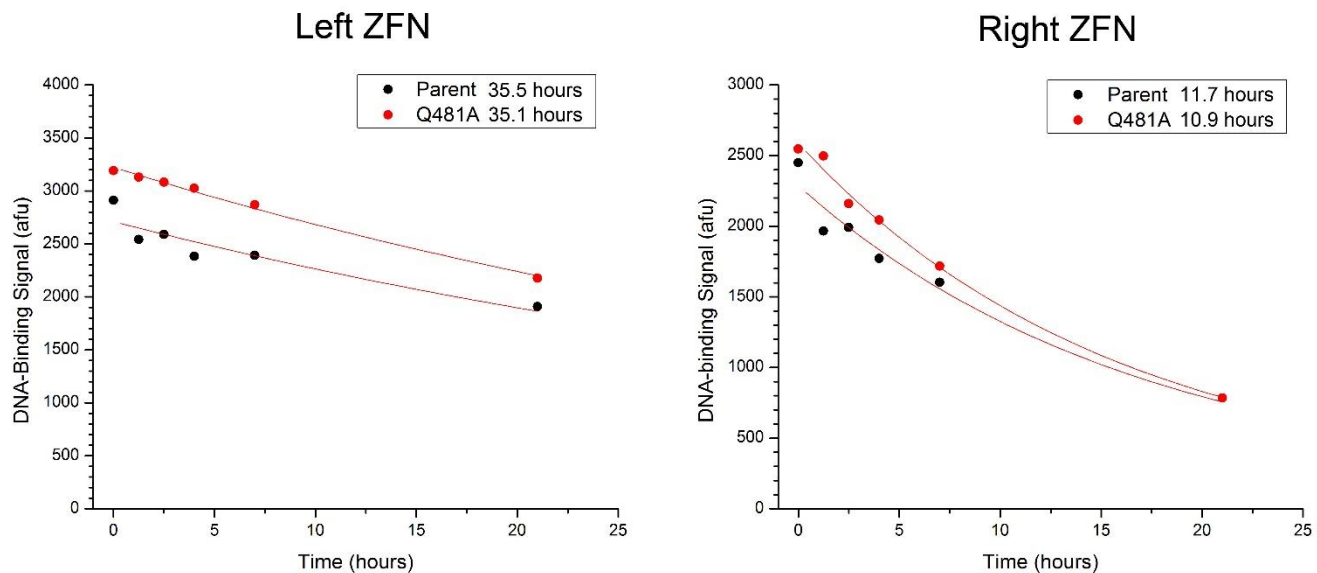 Left ZFN
Parent 35.5 hours
Q481A 35.1 hours
4000
3500
3000
2500
2000
1500
1000
500
0
DNA-Binding Signal (afu)
0 5 10 15 20 25
Time (hours)
Right ZFN
Parent 11.7 hours
Q481A 10.9 hours
3000
2500
2000
1500
1000
500
0
DNA-binding Signal (afu)
0 5 10 15 20 25
Time (hours)